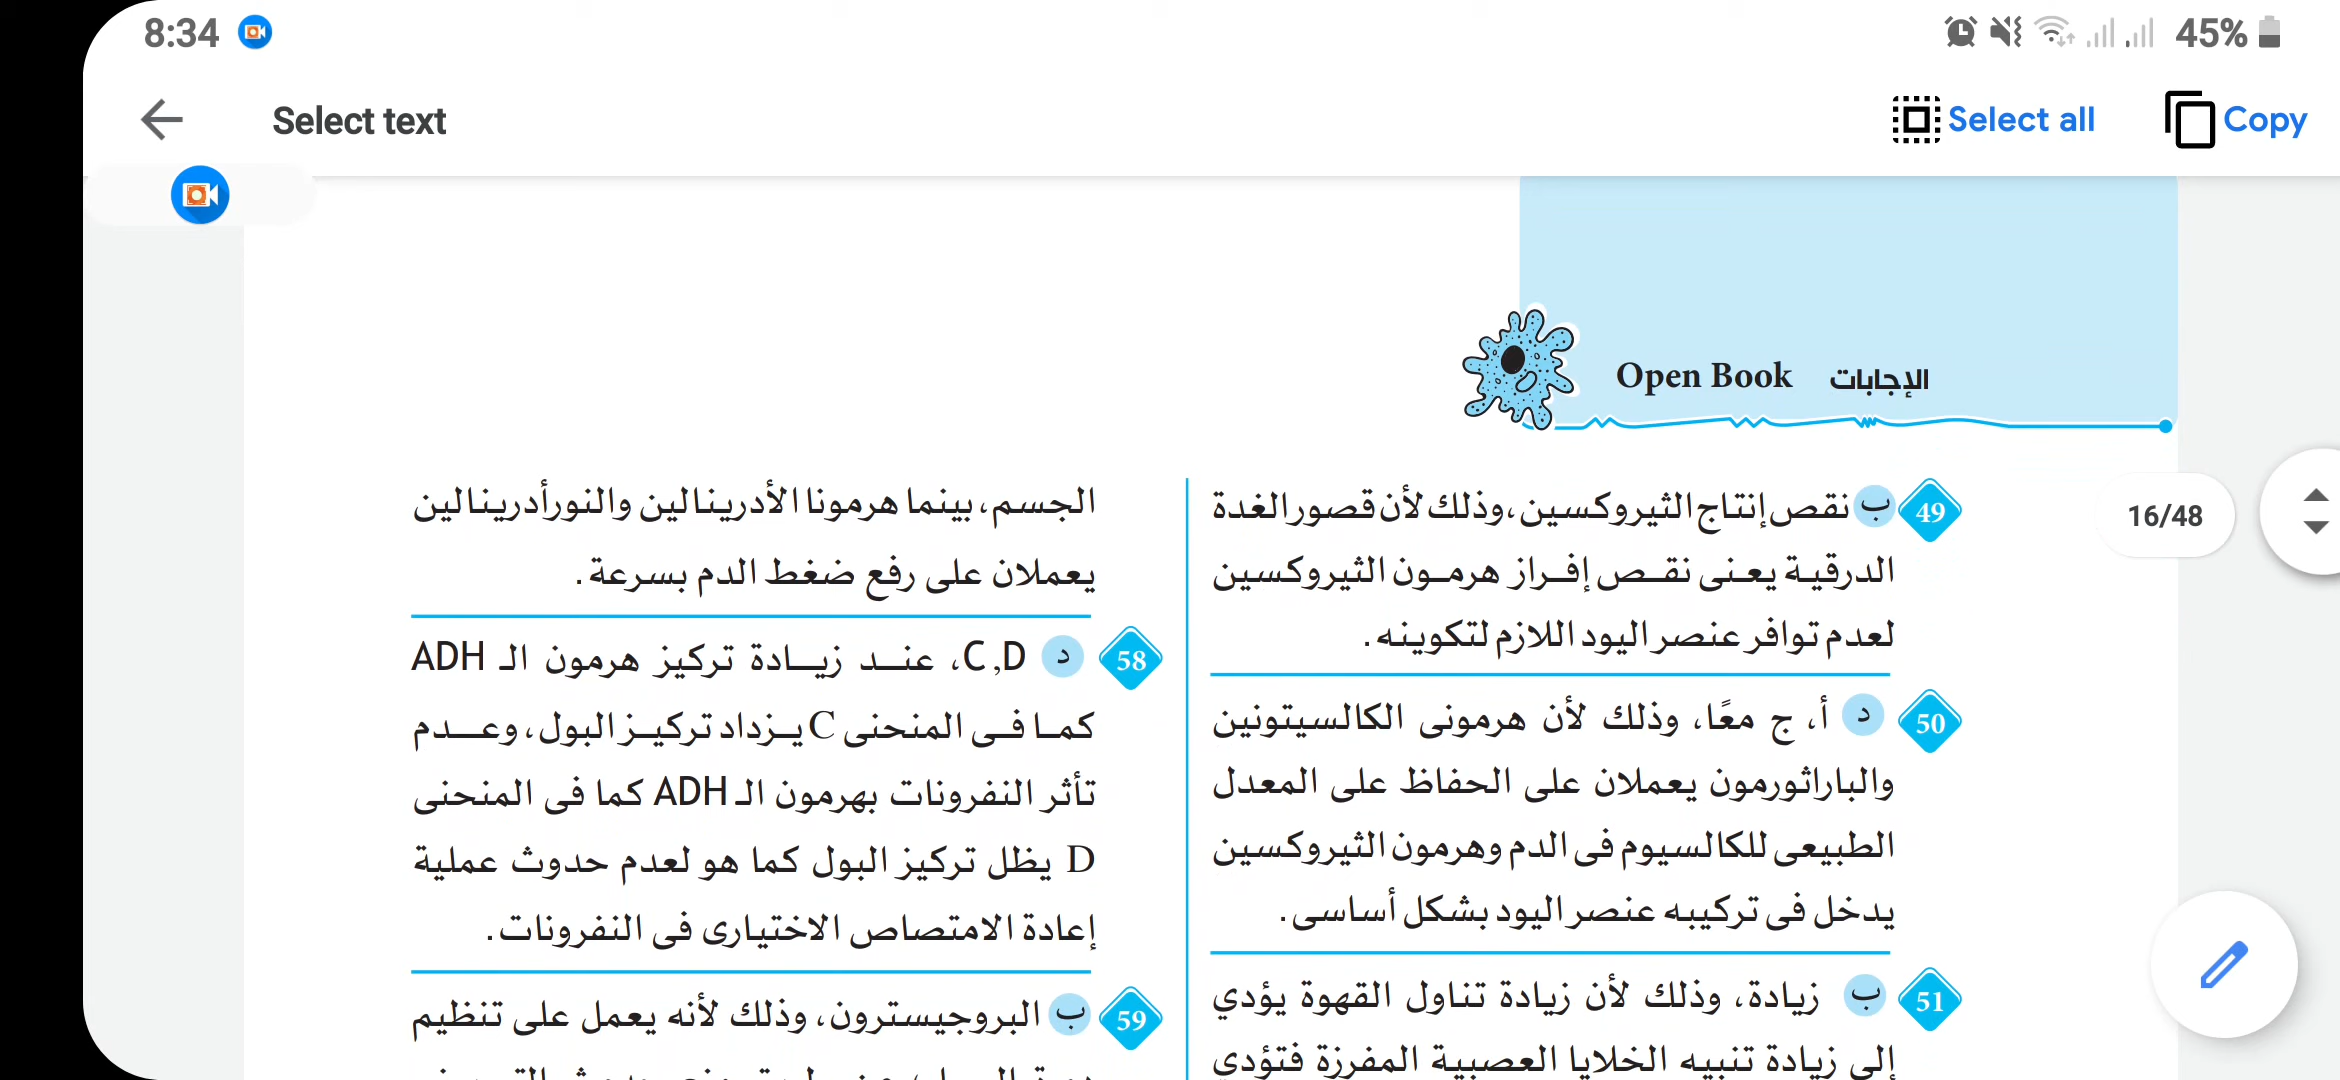 8:34
45%
Select text
Select all
Copy
الإجابات Open Book
16/48
49 ب نقص إنتاج الثيروكسين، وذلك لأن قصور الغدة
الدرقية يعنى نقص إفراز هرمون الثيروكسين
لعدم توافر عنصر اليود اللازم لتكوينه.
50 د أ، ج معًا، وذلك لأن هرمونى الكالسيتونين
والباراثورمون يعملان على الحفاظ على المعدل
الطبيعى للكالسيوم فى الدم وهرمون الثيروكسين
يدخل فى تركيبه عنصر اليود بشكل أساسى.
51 ب زيادة، وذلك لأن زيادة تناول القهوة يؤدي
إلى زيادة تنبيه الخلايا العصبية المفرزة فتؤدي
الجسم، بينما هرمونا الأدرينالين والنورأدرينالين
يعملان على رفع ضغط الدم بسرعة.
58 د C,D، عند زيادة تركيز هرمون الـ ADH
كما فى المنحنى C يزداد تركيز البول، وعدم
تأثر النفرونات بهرمون الـ ADH كما فى المنحنى
D يظل تركيز البول كما هو لعدم حدوث عملية
إعادة الامتصاص الاختيارى فى النفرونات.
59 ب البروجيسترون، وذلك لأنه يعمل على تنظيم